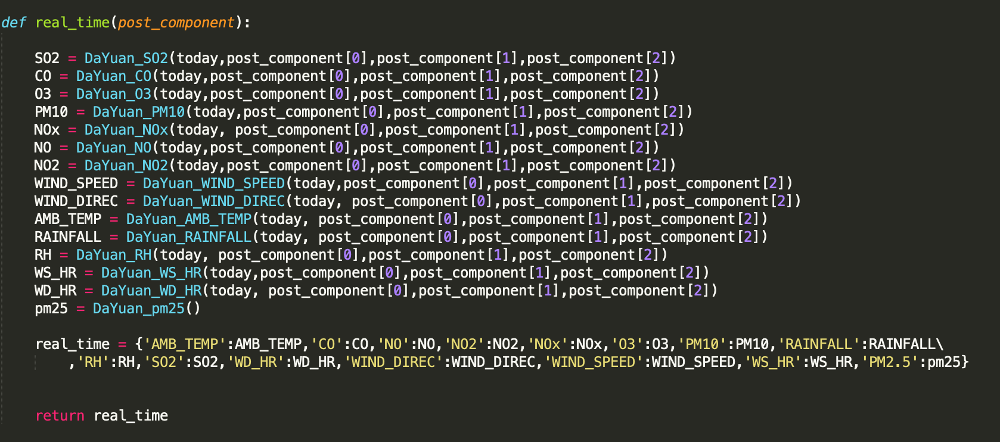 def real_time(post_component):
SO2 = DaYuan_SO2(today,post_component[0],post_component[1],post_component[2])
CO = DaYuan_CO(today,post_component[0],post_component[1],post_component[2])
O3 = DaYuan_O3(today,post_component[0],post_component[1],post_component[2])
PM10 = DaYuan_PM10(today,post_component[0],post_component[1],post_component[2])
NOx = DaYuan_NOx(today, post_component[0],post_component[1],post_component[2])
NO = DaYuan_NO(today,post_component[0],post_component[1],post_component[2])
NO2 = DaYuan_NO2(today,post_component[0],post_component[1],post_component[2])
WIND_SPEED = DaYuan_WIND_SPEED(today,post_component[0],post_component[1],post_component[2])
WIND_DIREC = DaYuan_WIND_DIREC(today, post_component[0],post_component[1],post_component[2])
AMB_TEMP = DaYuan_AMB_TEMP(today, post_component[0],post_component[1],post_component[2])
RAINFALL = DaYuan_RAINFALL(today, post_component[0],post_component[1],post_component[2])
RH = DaYuan_RH(today, post_component[0],post_component[1],post_component[2])
WS_HR = DaYuan_WS_HR(today,post_component[0],post_component[1],post_component[2])
WD_HR = DaYuan_WD_HR(today, post_component[0],post_component[1],post_component[2])
pm25 = DaYuan_pm25()
real_time = {'AMB_TEMP':AMB_TEMP,'CO':CO,'NO':NO,'NO2':NO2,'NOx':NOx,'O3':O3,'PM10':PM10,'RAINFALL':RAINFALL\
,'RH':RH,'SO2':SO2,'WD_HR':WD_HR,'WIND_DIREC':WIND_DIREC,'WIND_SPEED':WIND_SPEED,'WS_HR':WS_HR,'PM2.5':pm25}
return real_time